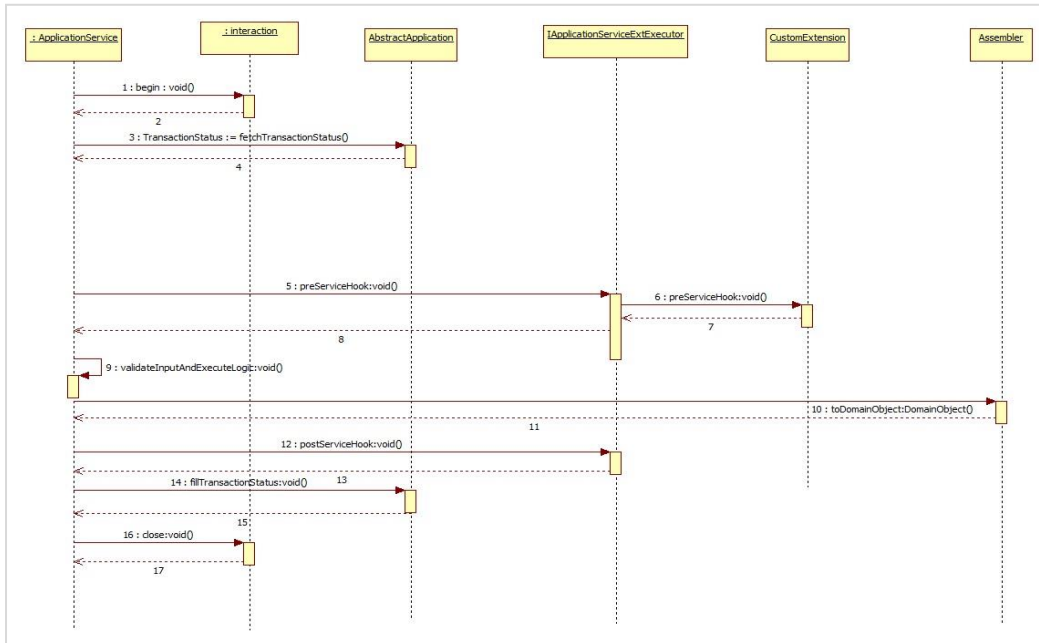 : ApplicationService
: interaction
AbstractApplication
IApplicationServiceExtExecutor
CustomExtension
Assembler
1 : begin : void()
2
3 : TransactionStatus := fetchTransactionStatus()
4
5 : preServiceHook:void()
6 : preServiceHook:void()
7
8
9 : validateInputAndExecuteLogic:void()
10 : toDomainObject:DomainObject()
11
12 : postServiceHook:void()
13
14 : fillTransactionStatus:void()
15
16 : close:void()
17